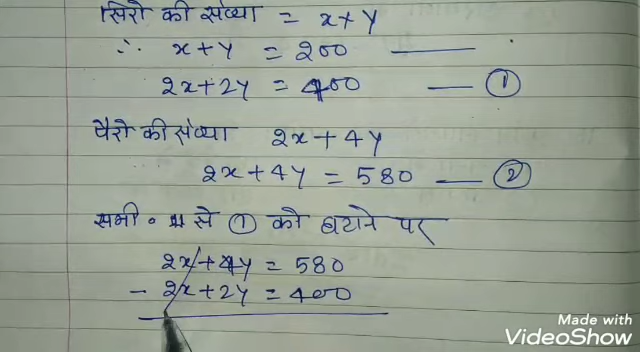 सिरो की संख्या = x+y
∴ x+y = 200
2x+2y = 400 — ①
पैरो की संख्या 2x+4y
2x+4y = 580 — ②
समी॰ ② से ① को घटाने पर
2x+4y = 580
- 2x+2y = 400
Made with
VideoShow